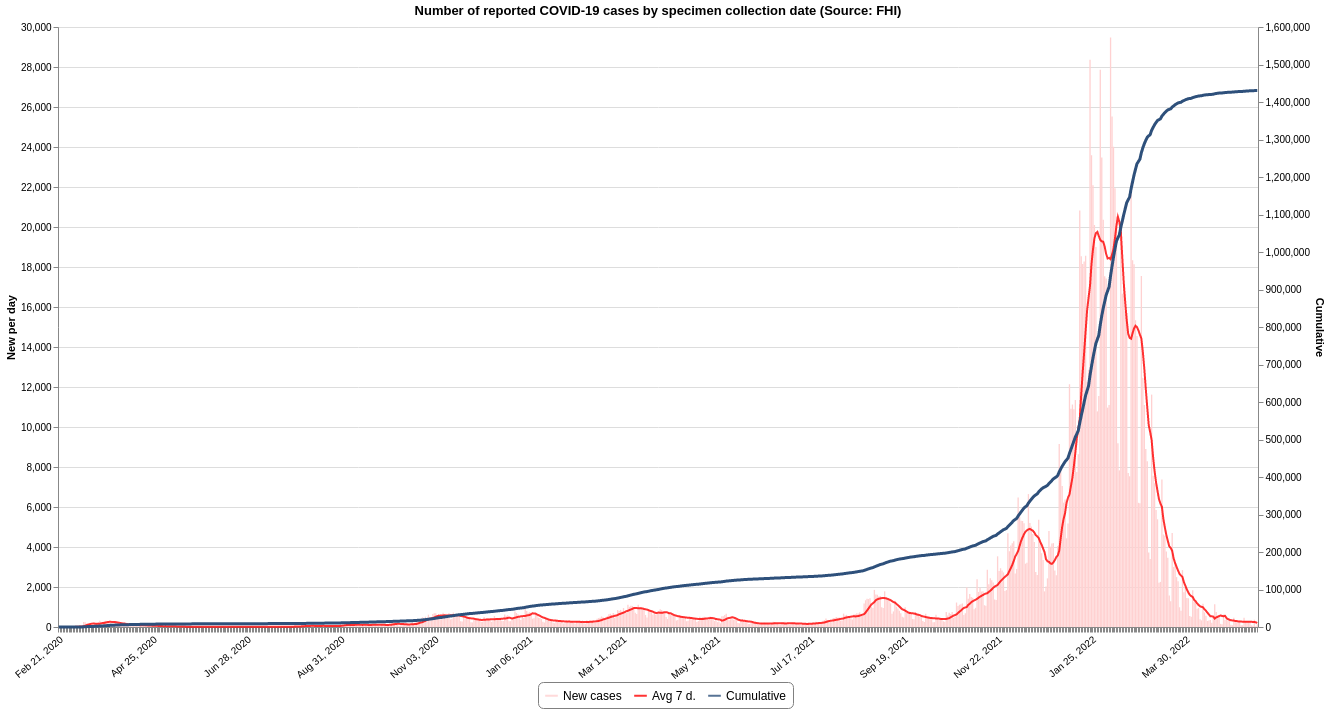 Number of reported COVID-19 cases by specimen collection date (Source: FHI)
30,000
28,000
26,000
24,000
22,000
20,000
18,000
16,000
14,000
12,000
10,000
8,000
6,000
4,000
2,000
0
New per day
1,600,000
1,500,000
1,400,000
1,300,000
1,200,000
1,100,000
1,000,000
900,000
800,000
700,000
600,000
500,000
400,000
300,000
200,000
100,000
0
Cumulative
Feb 21, 2020
Apr 25, 2020
Jun 28, 2020
Aug 31, 2020
Nov 03, 2020
Jan 06, 2021
Mar 11, 2021
May 14, 2021
Jul 17, 2021
Sep 19, 2021
Nov 22, 2021
Jan 25, 2022
Mar 30, 2022
New cases Avg 7 d. Cumulative